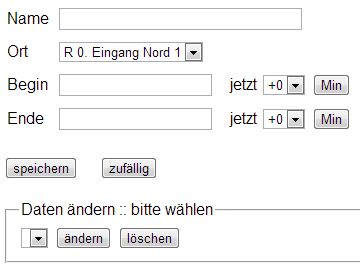 Name
Ort R 0. Eingang Nord 1
Begin jetzt +0 Min
Ende jetzt +0 Min
speichern zufällig
Daten ändern :: bitte wählen
ändern löschen